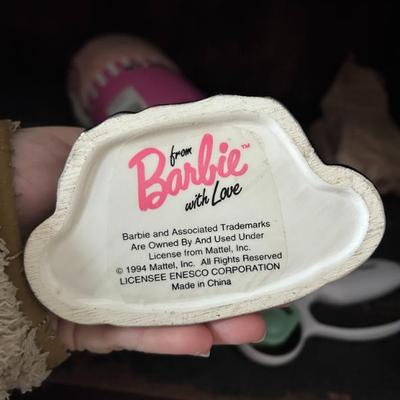 from
Barbie™
with Love
Barbie and Associated Trademarks
Are Owned By And Used Under
License from Mattel, Inc.
© 1994 Mattel, Inc. All Rights Reserved
LICENSEE ENESCO CORPORATION
Made in China